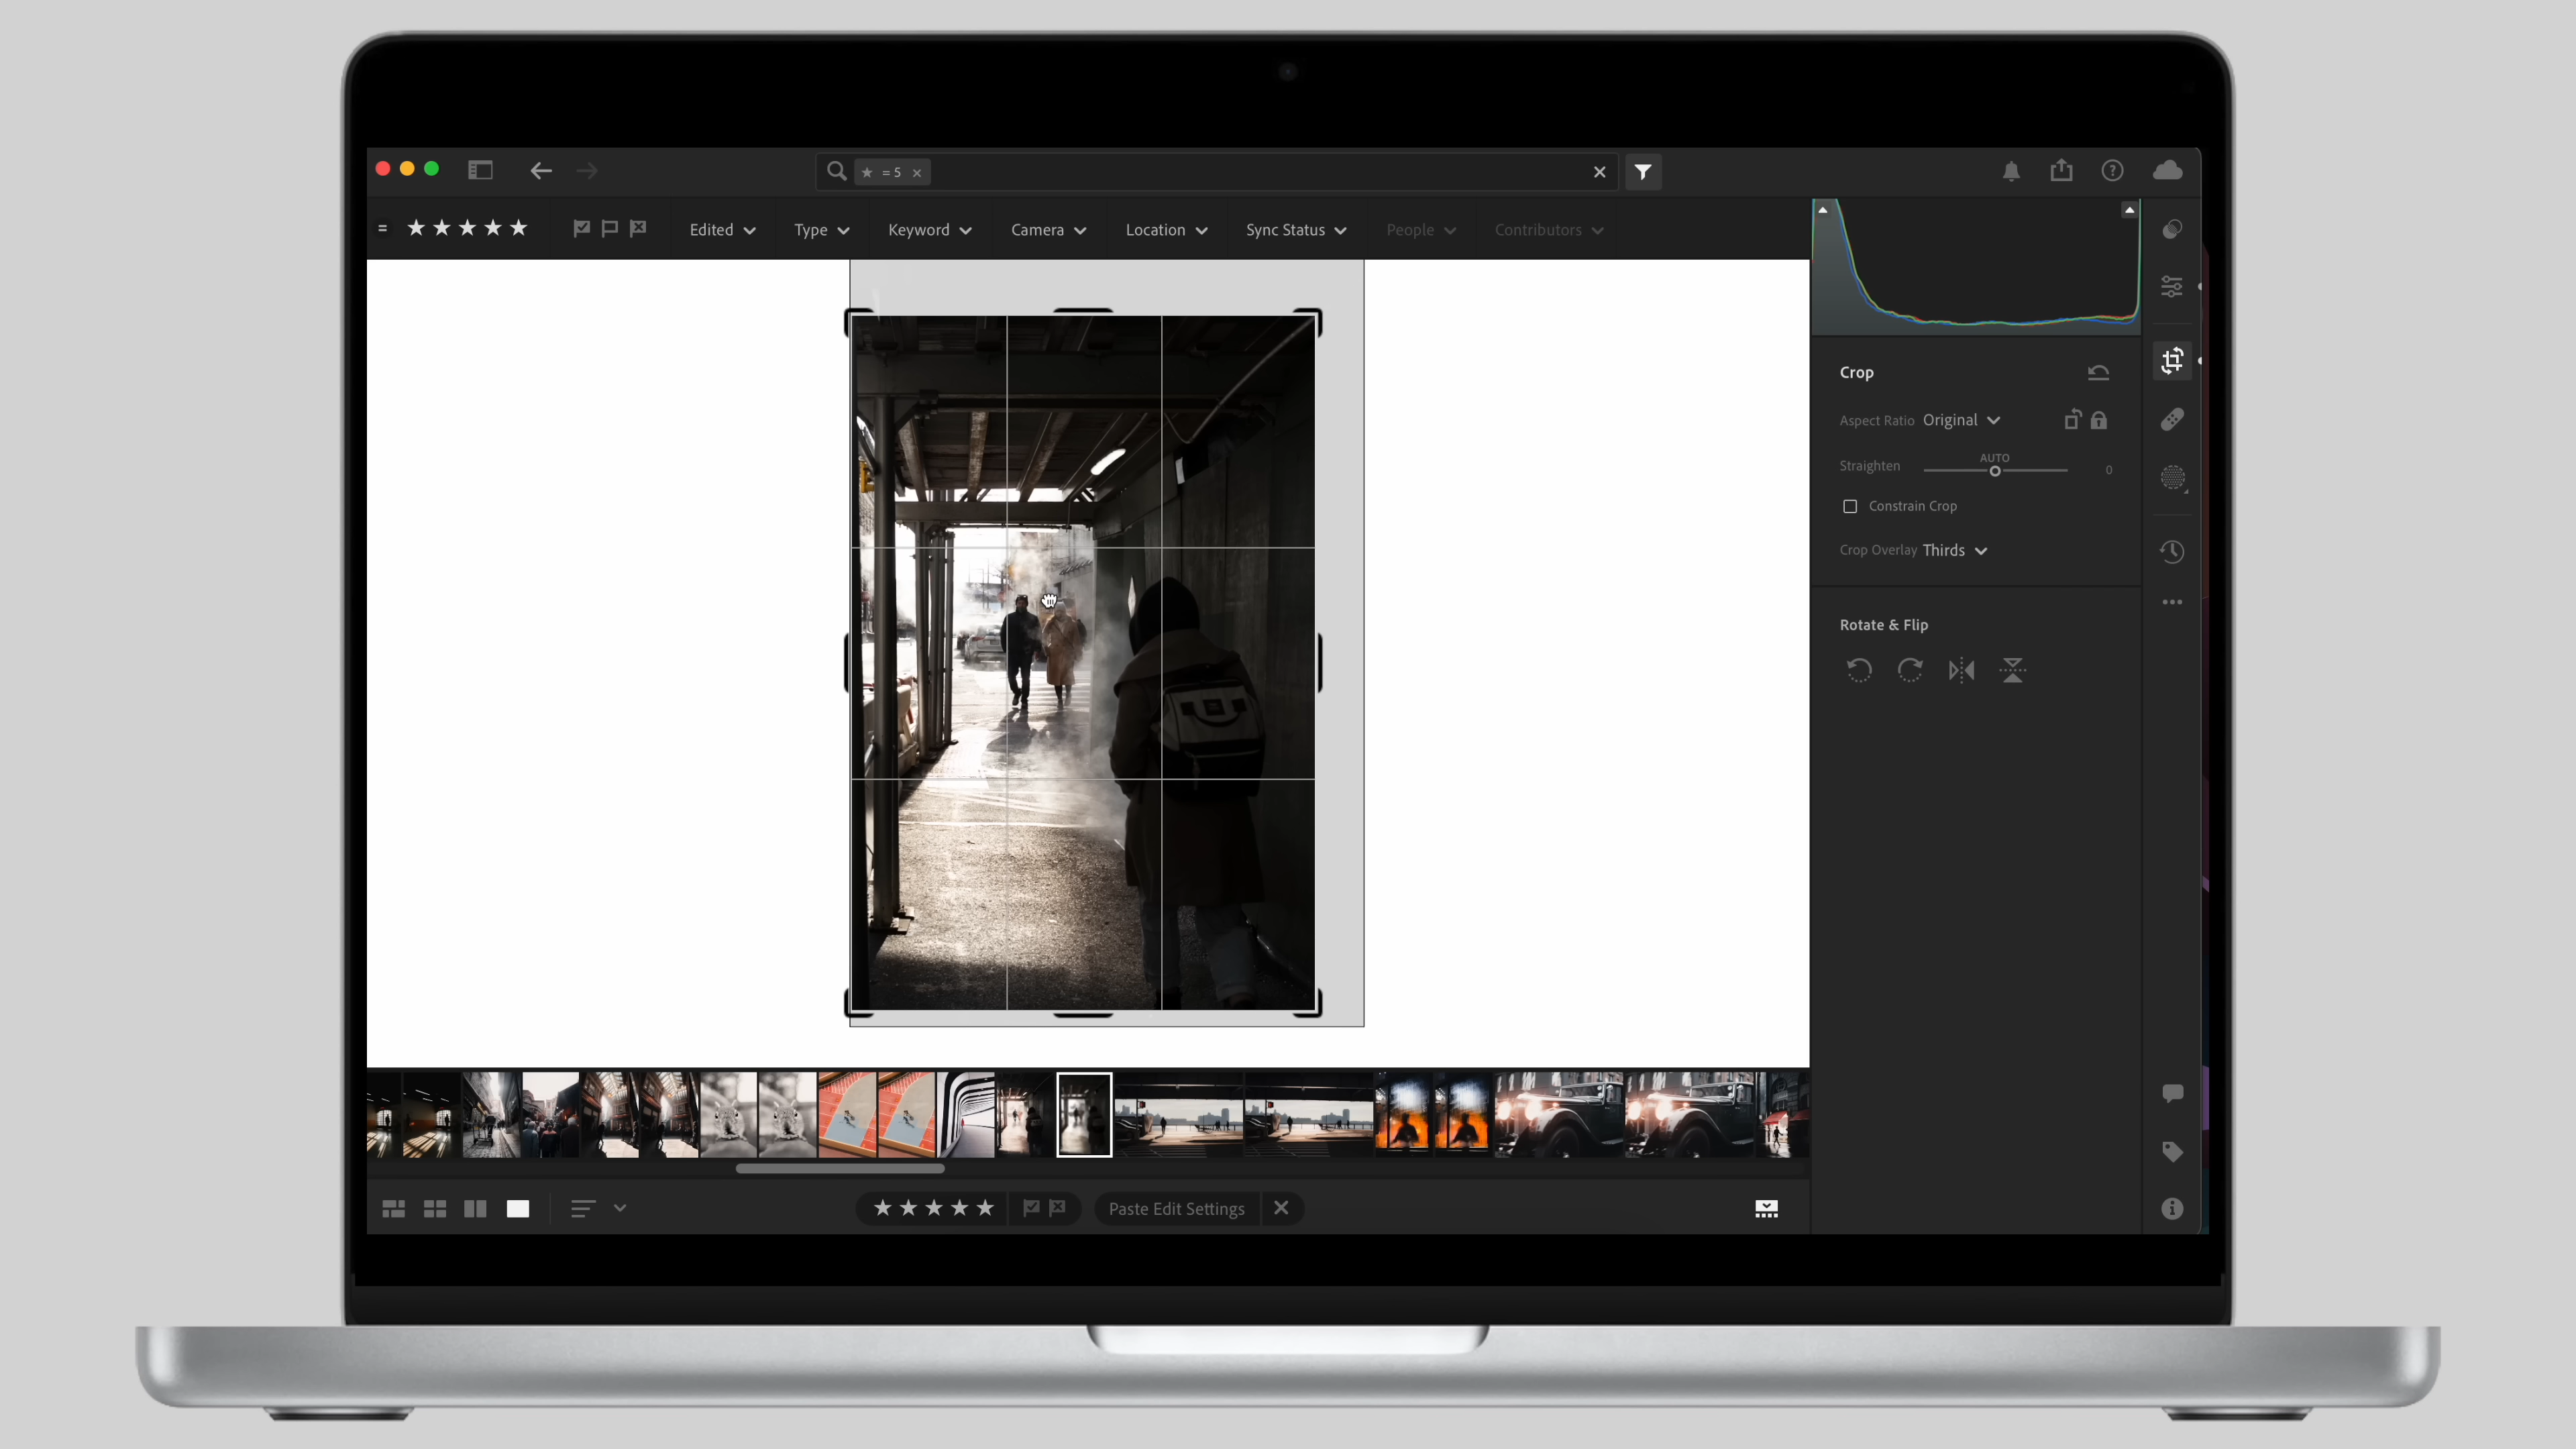 ★ = 5 ×
= ★★★★★ Edited Type Keyword Camera Location Sync Status People Contributors
Crop
Aspect Ratio Original
AUTO
Straighten 0
Constrain Crop
Crop Overlay Thirds
Rotate & Flip
★★★★★ Paste Edit Settings